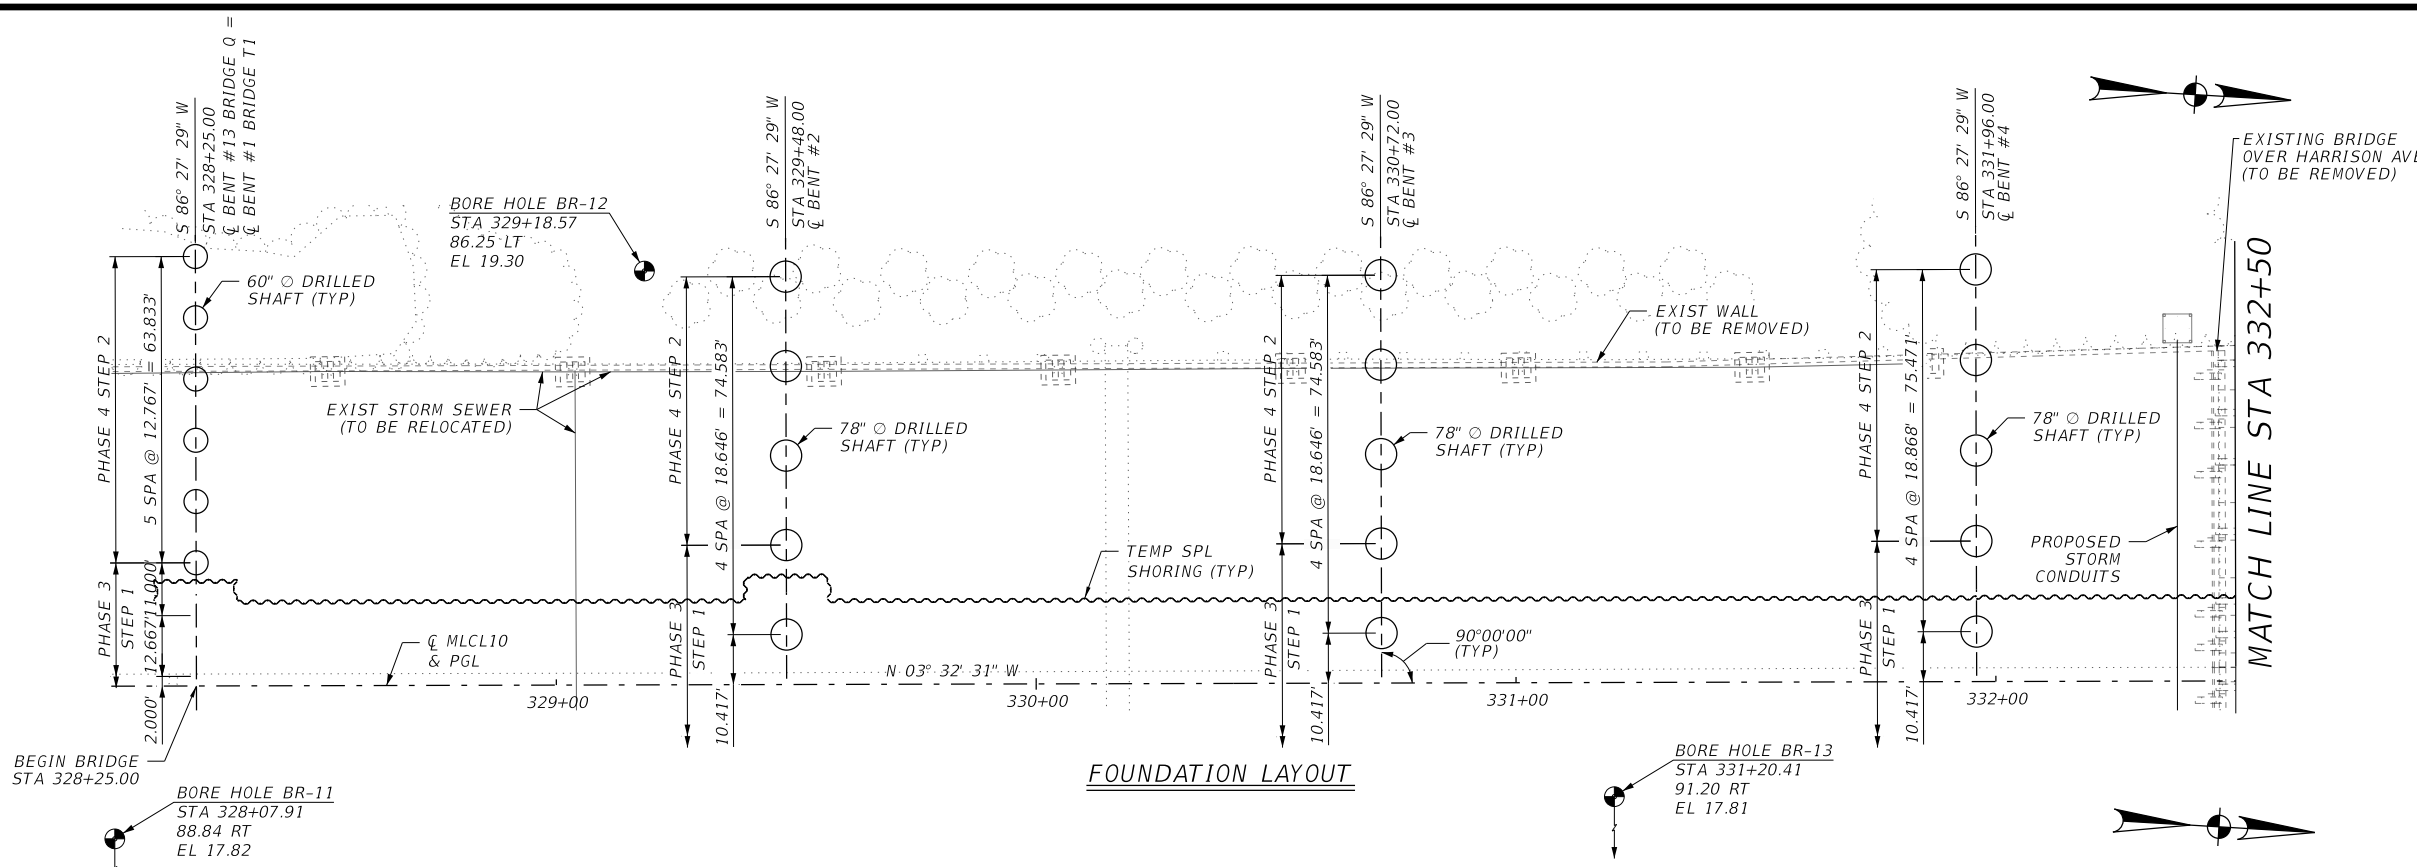 S 86° 27' 29" W
STA 328+25.00
℄ BENT #13 BRIDGE Q =
℄ BENT #1 BRIDGE T1
S 86° 27' 29" W
STA 329+48.00
℄ BENT #2
S 86° 27' 29" W
STA 330+72.00
℄ BENT #3
S 86° 27' 29" W
STA 331+96.00
℄ BENT #4
EXISTING BRIDGE
OVER HARRISON AVE
(TO BE REMOVED)
BORE HOLE BR-12
STA 329+18.57
86.25 LT
EL 19.30
60" ∅ DRILLED
SHAFT (TYP)
EXIST WALL
(TO BE REMOVED)
MATCH LINE STA 332+50
PHASE 4 STEP 2
5 SPA @ 12.767' = 63.833'
PHASE 4 STEP 2
4 SPA @ 18.646' = 74.583'
PHASE 4 STEP 2
4 SPA @ 18.646' = 74.583'
PHASE 4 STEP 2
4 SPA @ 18.868' = 75.471'
EXIST STORM SEWER
(TO BE RELOCATED)
78" ∅ DRILLED
SHAFT (TYP)
78" ∅ DRILLED
SHAFT (TYP)
78" ∅ DRILLED
SHAFT (TYP)
PROPOSED
STORM
CONDUITS
TEMP SPL
SHORING (TYP)
PHASE 3
STEP 1
11.000'
12.667'
2.000'
PHASE 3
STEP 1
10.417'
PHASE 3
STEP 1
10.417'
PHASE 3
STEP 1
10.417'
℄ MLCL10
& PGL
N 03° 32' 31" W
90°00'00"
(TYP)
329+00
330+00
331+00
332+00
BEGIN BRIDGE
STA 328+25.00
FOUNDATION LAYOUT
BORE HOLE BR-13
STA 331+20.41
91.20 RT
EL 17.81
BORE HOLE BR-11
STA 328+07.91
88.84 RT
EL 17.82